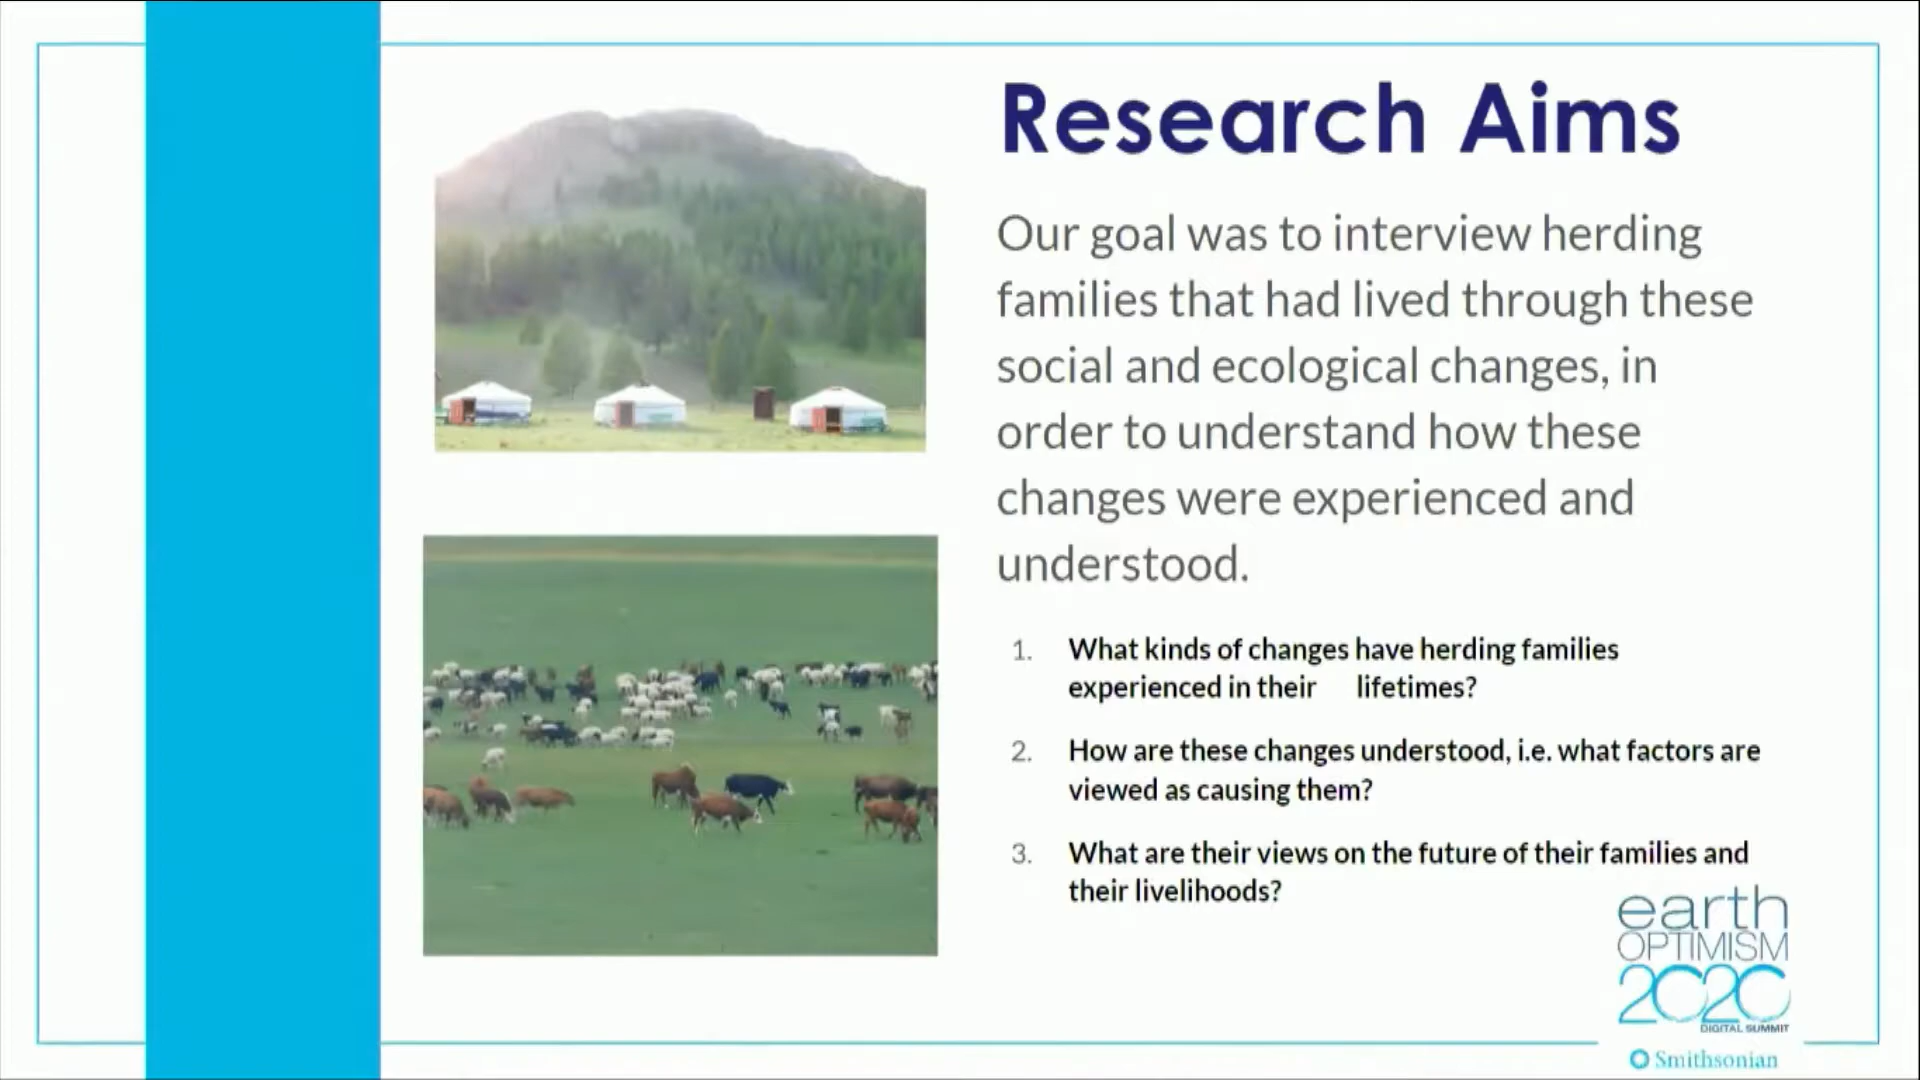 Research Aims
Our goal was to interview herding
families that had lived through these
social and ecological changes, in
order to understand how these
changes were experienced and
understood.
1. What kinds of changes have herding families
experienced in their lifetimes?
2. How are these changes understood, i.e. what factors are
viewed as causing them?
3. What are their views on the future of their families and
their livelihoods?
earth
OPTIMISM
2020
DIGITAL SUMMIT
Smithsonian